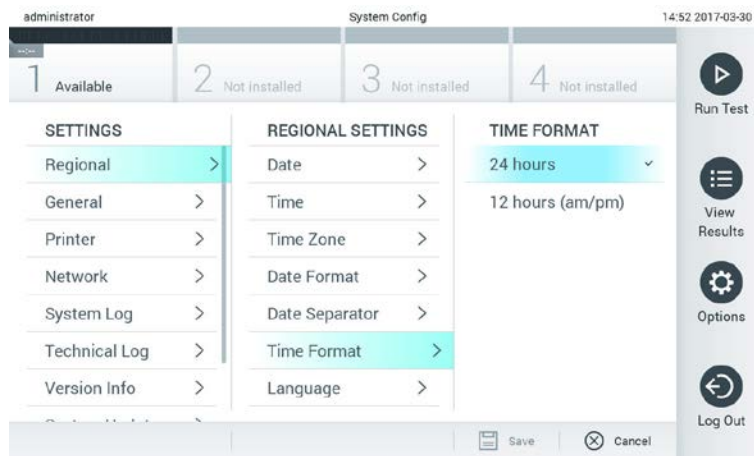 administrator System Config 14:52 2017-03-30
--:--
1 Available 2 Not installed 3 Not installed 4 Not installed
Run Test
SETTINGS REGIONAL SETTINGS TIME FORMAT
Regional > Date > 24 hours
General > Time > 12 hours (am/pm)
View
Results
Printer > Time Zone >
Network > Date Format >
System Log > Date Separator >
Options
Technical Log > Time Format >
Version Info > Language >
Log Out
Save Cancel